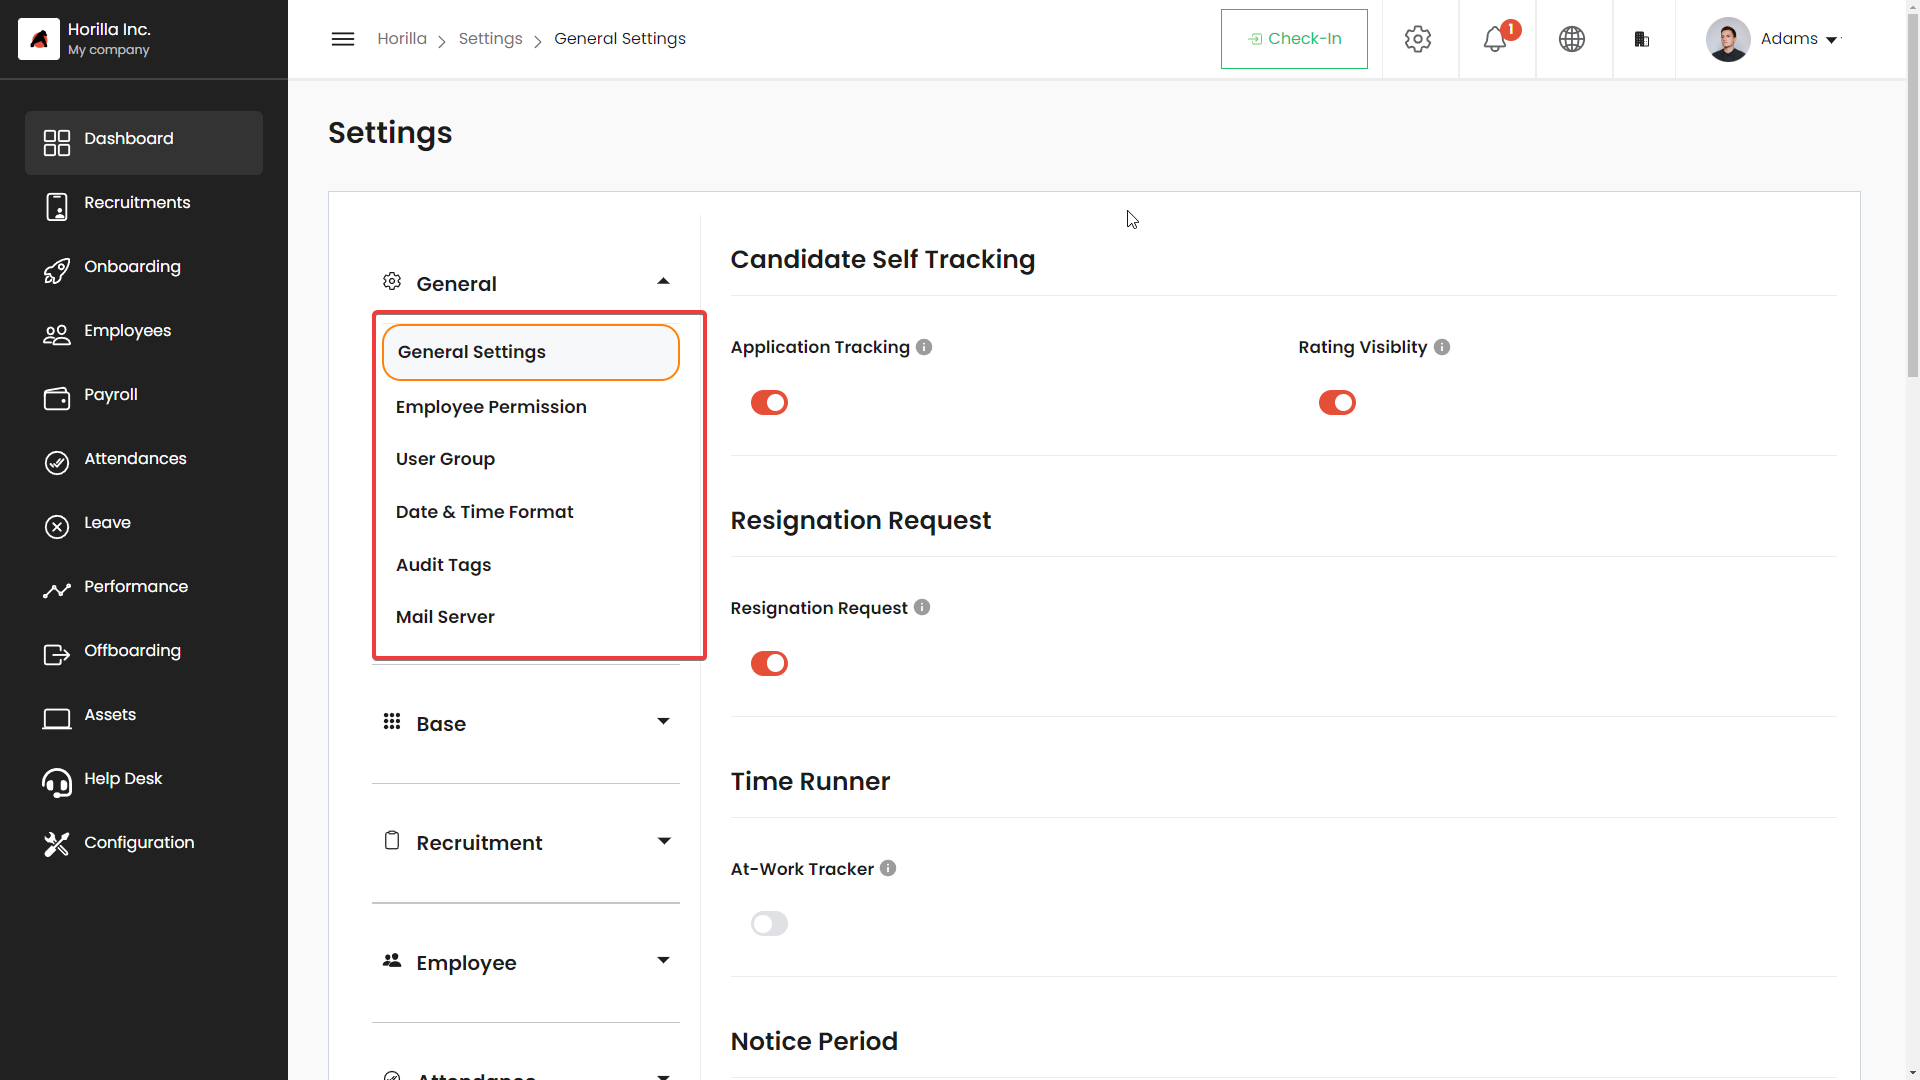 Horilla Inc.
My company
Horilla > Settings > General Settings
Check-In
1
Adams
Dashboard
Recruitments
Onboarding
Employees
Payroll
Attendances
Leave
Performance
Offboarding
Assets
Help Desk
Configuration
Settings
General
General Settings
Employee Permission
User Group
Date & Time Format
Audit Tags
Mail Server
Base
Recruitment
Employee
Attendance
Candidate Self Tracking
Application Tracking
Rating Visiblity
Resignation Request
Resignation Request
Time Runner
At-Work Tracker
Notice Period